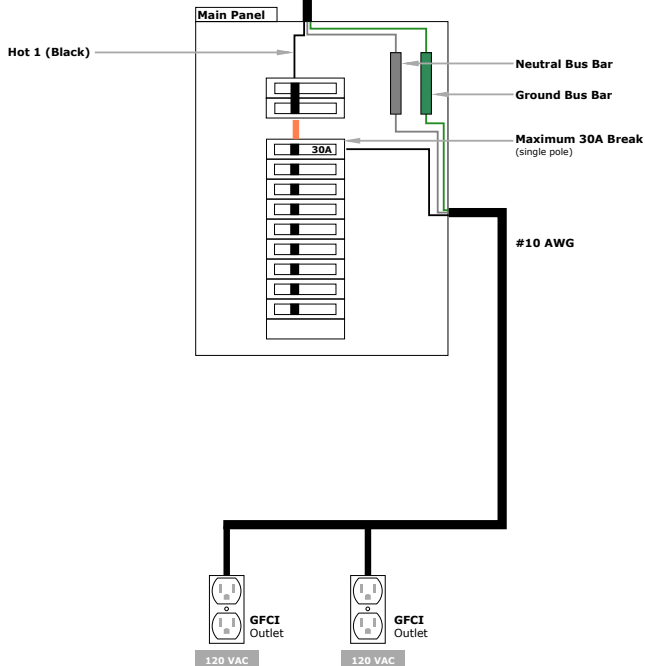 Main Panel
Hot 1 (Black)
Neutral Bus Bar
Ground Bus Bar
Maximum 30A Break
(single pole)
30A
#10 AWG
GFCI
Outlet
GFCI
Outlet
120 VAC
120 VAC